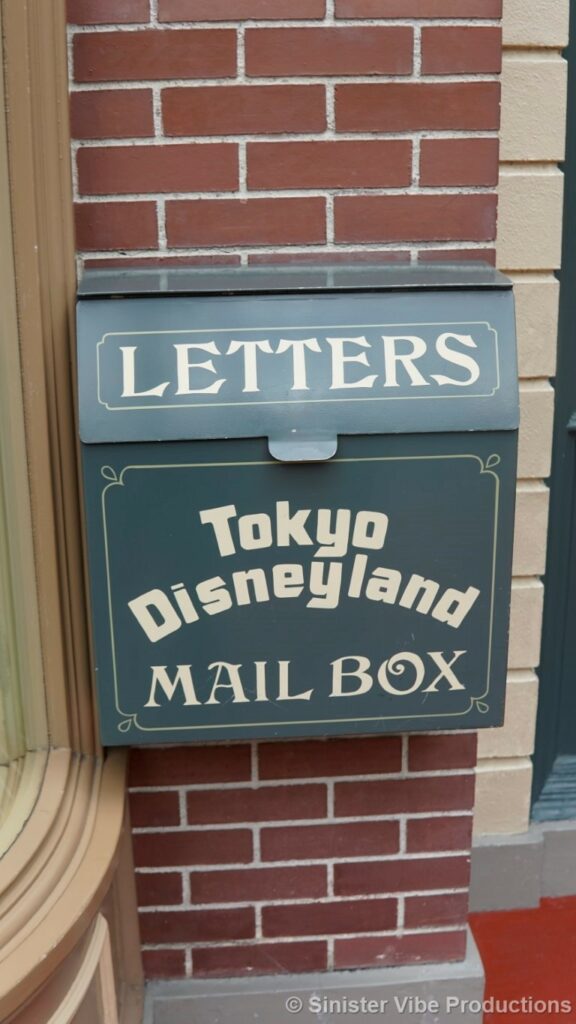 LETTERS
Tokyo
Disneyland
MAIL BOX
© Sinister Vibe Productions